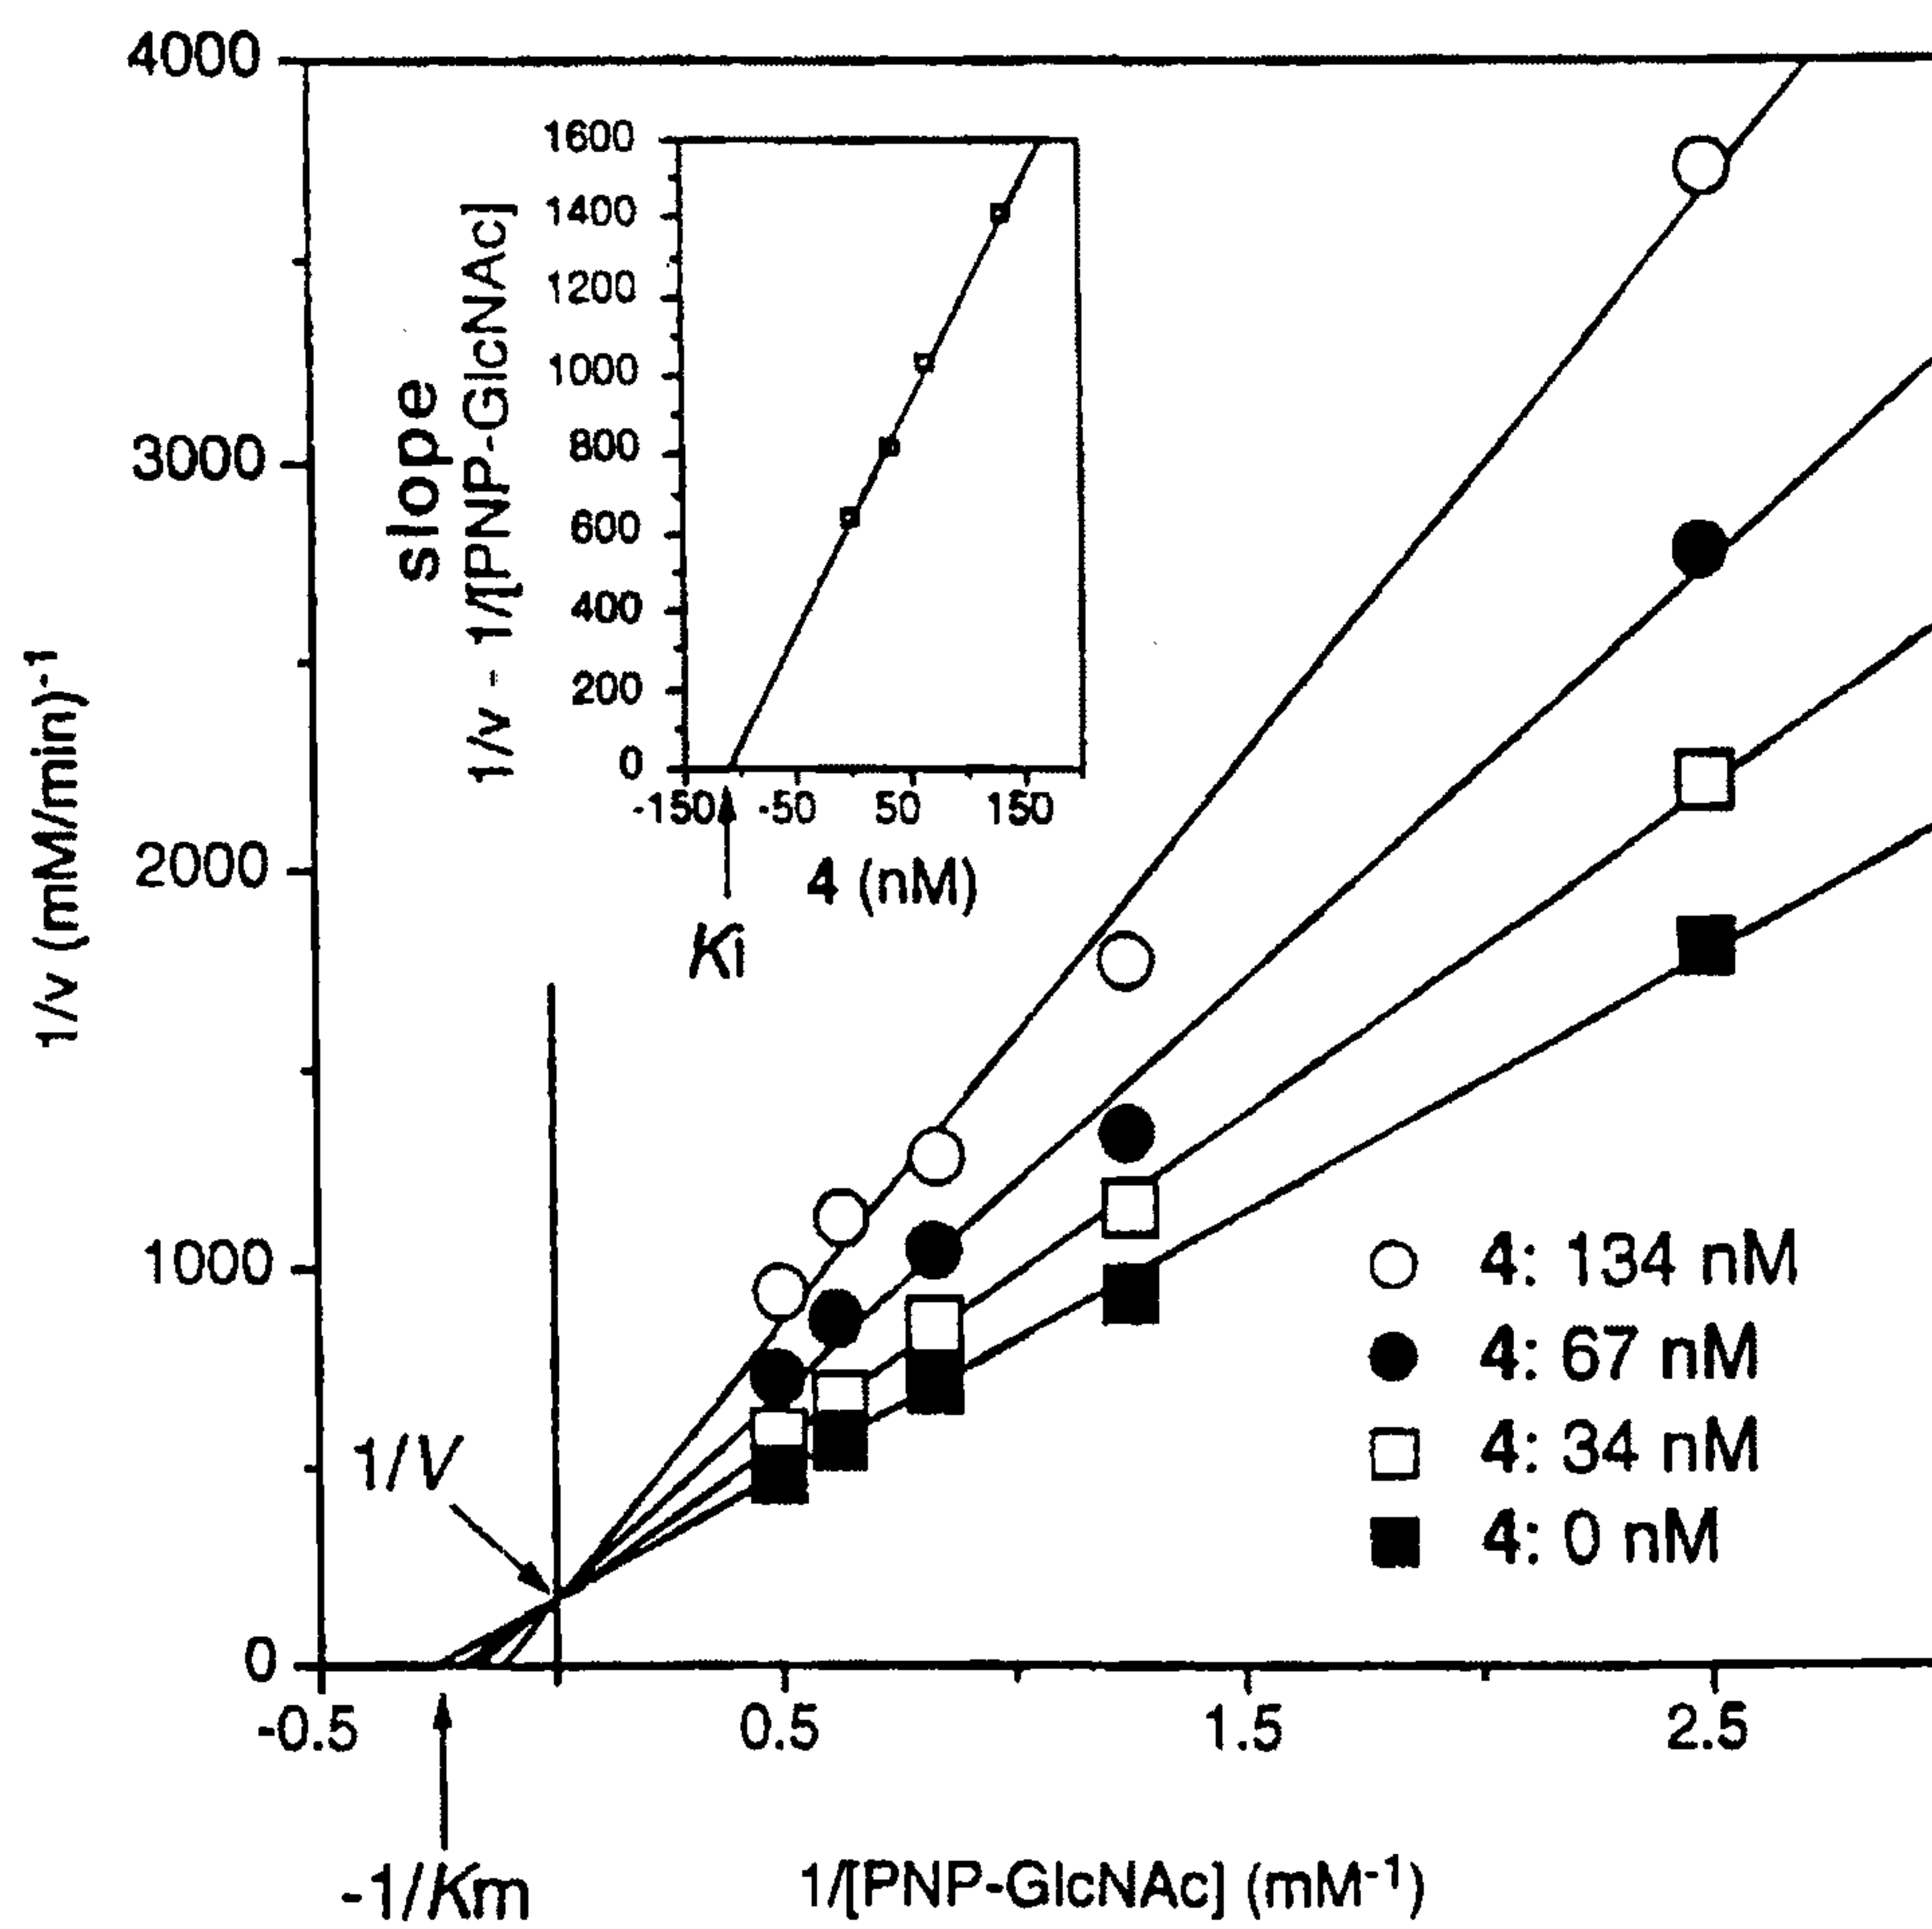 4000
3000
2000
1000
0
1/v (mM/min)-1
1600
1400
1200
1000
800
600
400
200
0
slope
1/v - 1/[PNP-GlcNAc]
-150 -50 50 150
4 (nM)
Ki
4: 134 nM
4: 67 nM
4: 34 nM
4: 0 nM
1/V
-0.5 0.5 1.5 2.5
-1/Km
1/[PNP-GlcNAc] (mM-1)